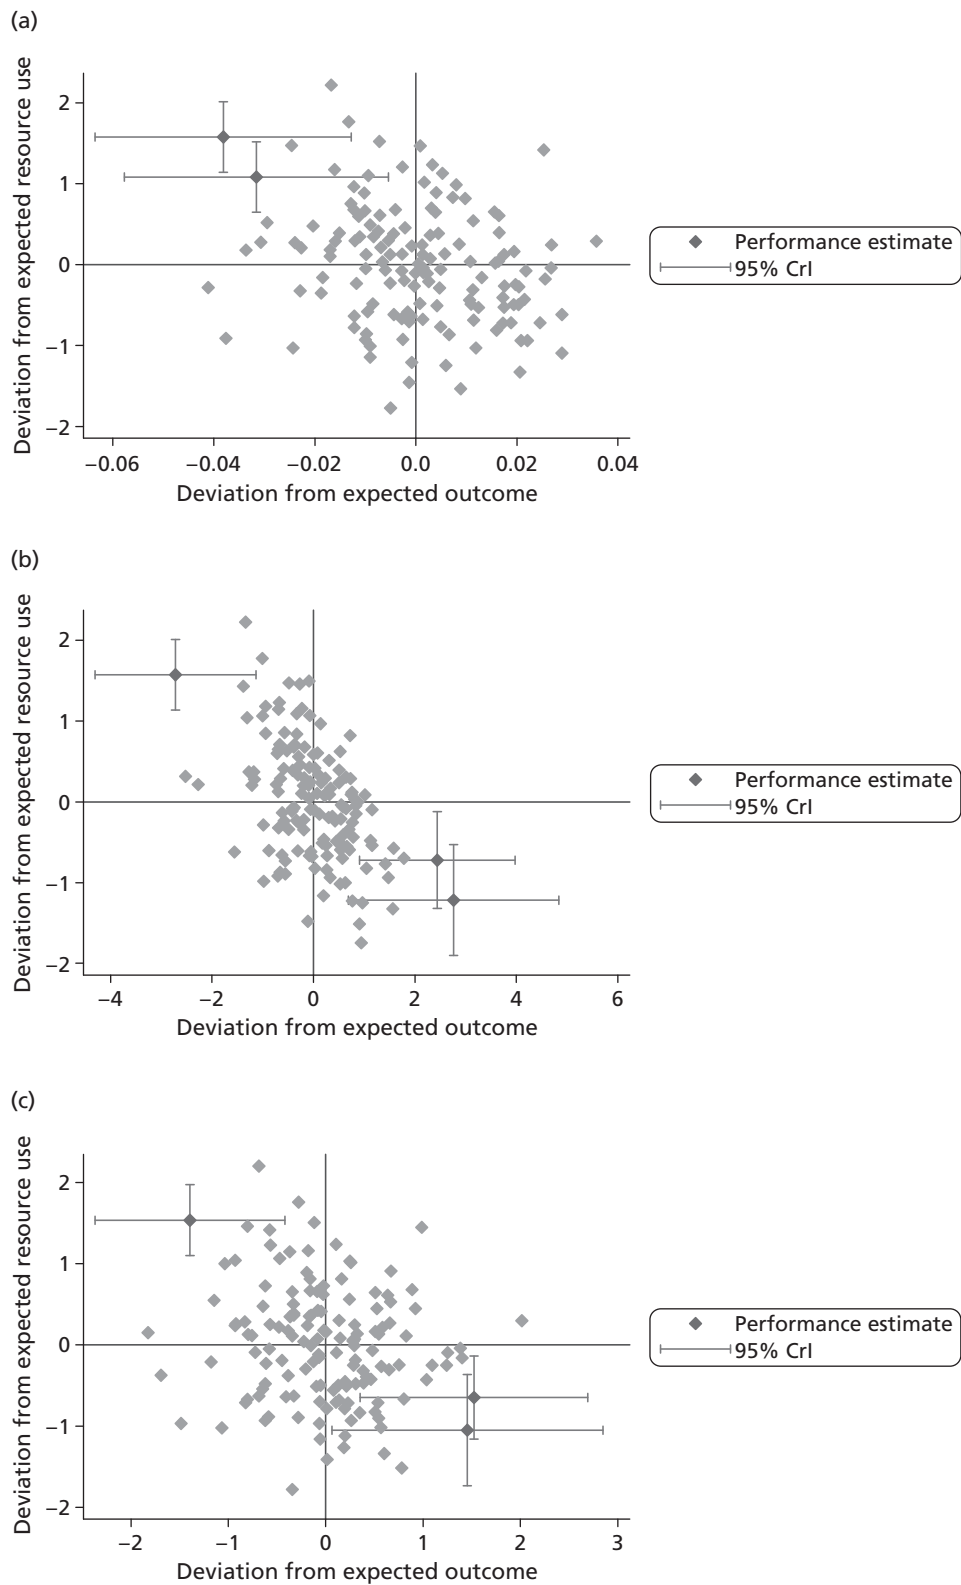 (a)
Deviation from expected resource use
2
1
0
−1
−2
−0.06
−0.04
−0.02
0.0
0.02
0.04
Deviation from expected outcome
Performance estimate
95% CrI
(b)
Deviation from expected resource use
2
1
0
−1
−2
−4
−2
0
2
4
6
Deviation from expected outcome
Performance estimate
95% CrI
(c)
Deviation from expected resource use
2
1
0
−1
−2
−2
−1
0
1
2
3
Deviation from expected outcome
Performance estimate
95% CrI